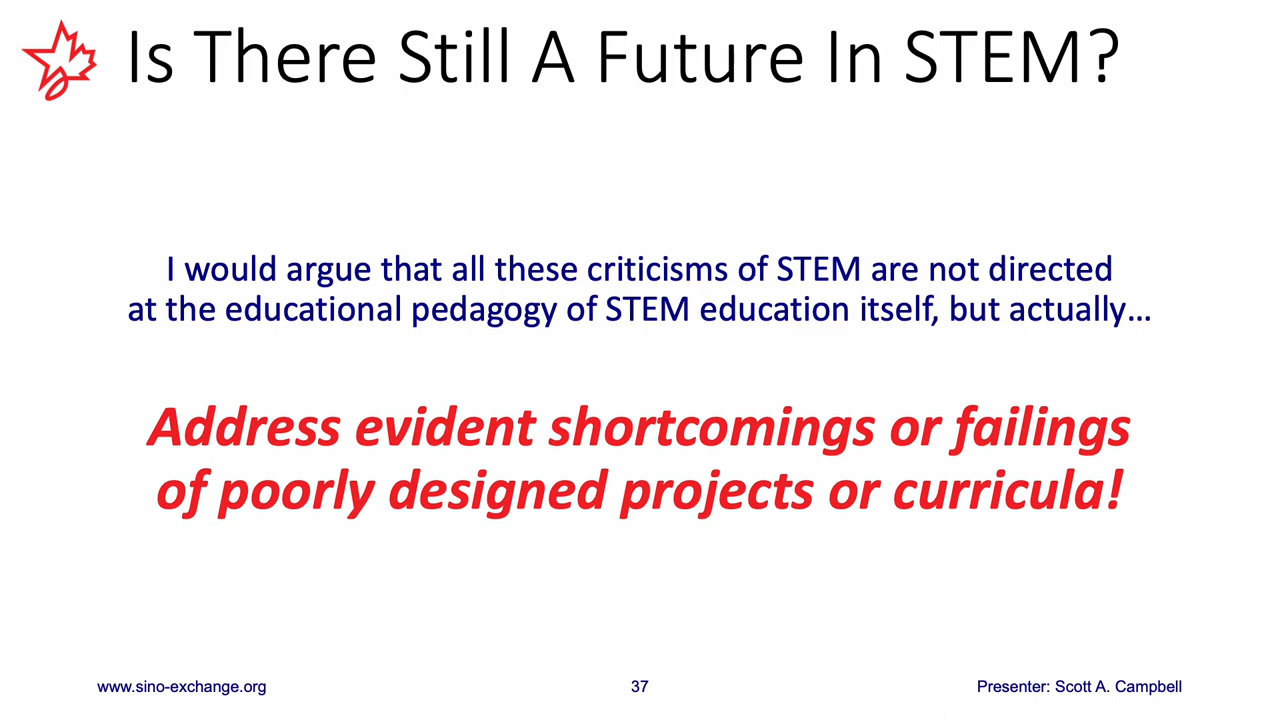 Is There Still A Future In STEM?
I would argue that all these criticisms of STEM are not directed
at the educational pedagogy of STEM education itself, but actually…
Address evident shortcomings or failings
of poorly designed projects or curricula!
www.sino-exchange.org
37
Presenter: Scott A. Campbell